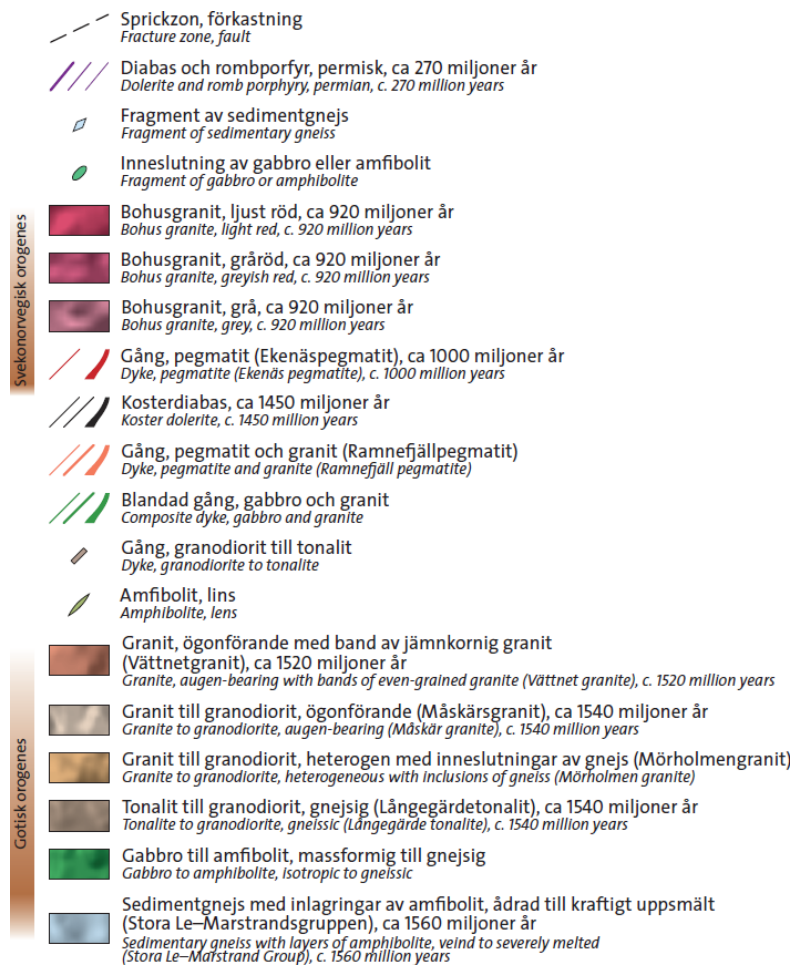 Sprickzon, förkastning
Fracture zone, fault
Diabas och rombporfyr, permisk, ca 270 miljoner år
Dolerite and romb porphyry, permian, c. 270 million years
Fragment av sedimentgnejs
Fragment of sedimentary gneiss
Inneslutning av gabbro eller amfibolit
Fragment of gabbro or amphibolite
Svekonorvegisk orogenes
Bohusgranit, ljust röd, ca 920 miljoner år
Bohus granite, light red, c. 920 million years
Bohusgranit, gråröd, ca 920 miljoner år
Bohus granite, greyish red, c. 920 million years
Bohusgranit, grå, ca 920 miljoner år
Bohus granite, grey, c. 920 million years
Gång, pegmatit (Ekenäspegmatit), ca 1000 miljoner år
Dyke, pegmatite (Ekenäs pegmatite), c. 1000 million years
Kosterdiabas, ca 1450 miljoner år
Koster dolerite, c. 1450 million years
Gång, pegmatit och granit (Ramnefjällpegmatit)
Dyke, pegmatite and granite (Ramnefjäll pegmatite)
Blandad gång, gabbro och granit
Composite dyke, gabbro and granite
Gång, granodiorit till tonalit
Dyke, granodiorite to tonalite
Amfibolit, lins
Amphibolite, lens
Gotisk orogenes
Granit, ögonförande med band av jämnkornig granit
(Vättnetgranit), ca 1520 miljoner år
Granite, augen-bearing with bands of even-grained granite (Vättnet granite), c. 1520 million years
Granit till granodiorit, ögonförande (Måskärsgranit), ca 1540 miljoner år
Granite to granodiorite, augen-bearing (Måskär granite), c. 1540 million years
Granit till granodiorit, heterogen med inneslutningar av gnejs (Mörholmengranit)
Granite to granodiorite, heterogeneous with inclusions of gneiss (Mörholmen granite)
Tonalit till granodiorit, gnejsig (Långegärdetonalit), ca 1540 miljoner år
Tonalite to granodiorite, gneissic (Långegärde tonalite), c. 1540 million years
Gabbro till amfibolit, massformig till gnejsig
Gabbro to amphibolite, isotropic to gneissic
Sedimentgnejs med inlagringar av amfibolit, ådrad till kraftigt uppsmält
(Stora Le–Marstrandsgruppen), ca 1560 miljoner år
Sedimentary gneiss with layers of amphibolite, veind to severely melted
(Stora Le–Marstrand Group), c. 1560 million years